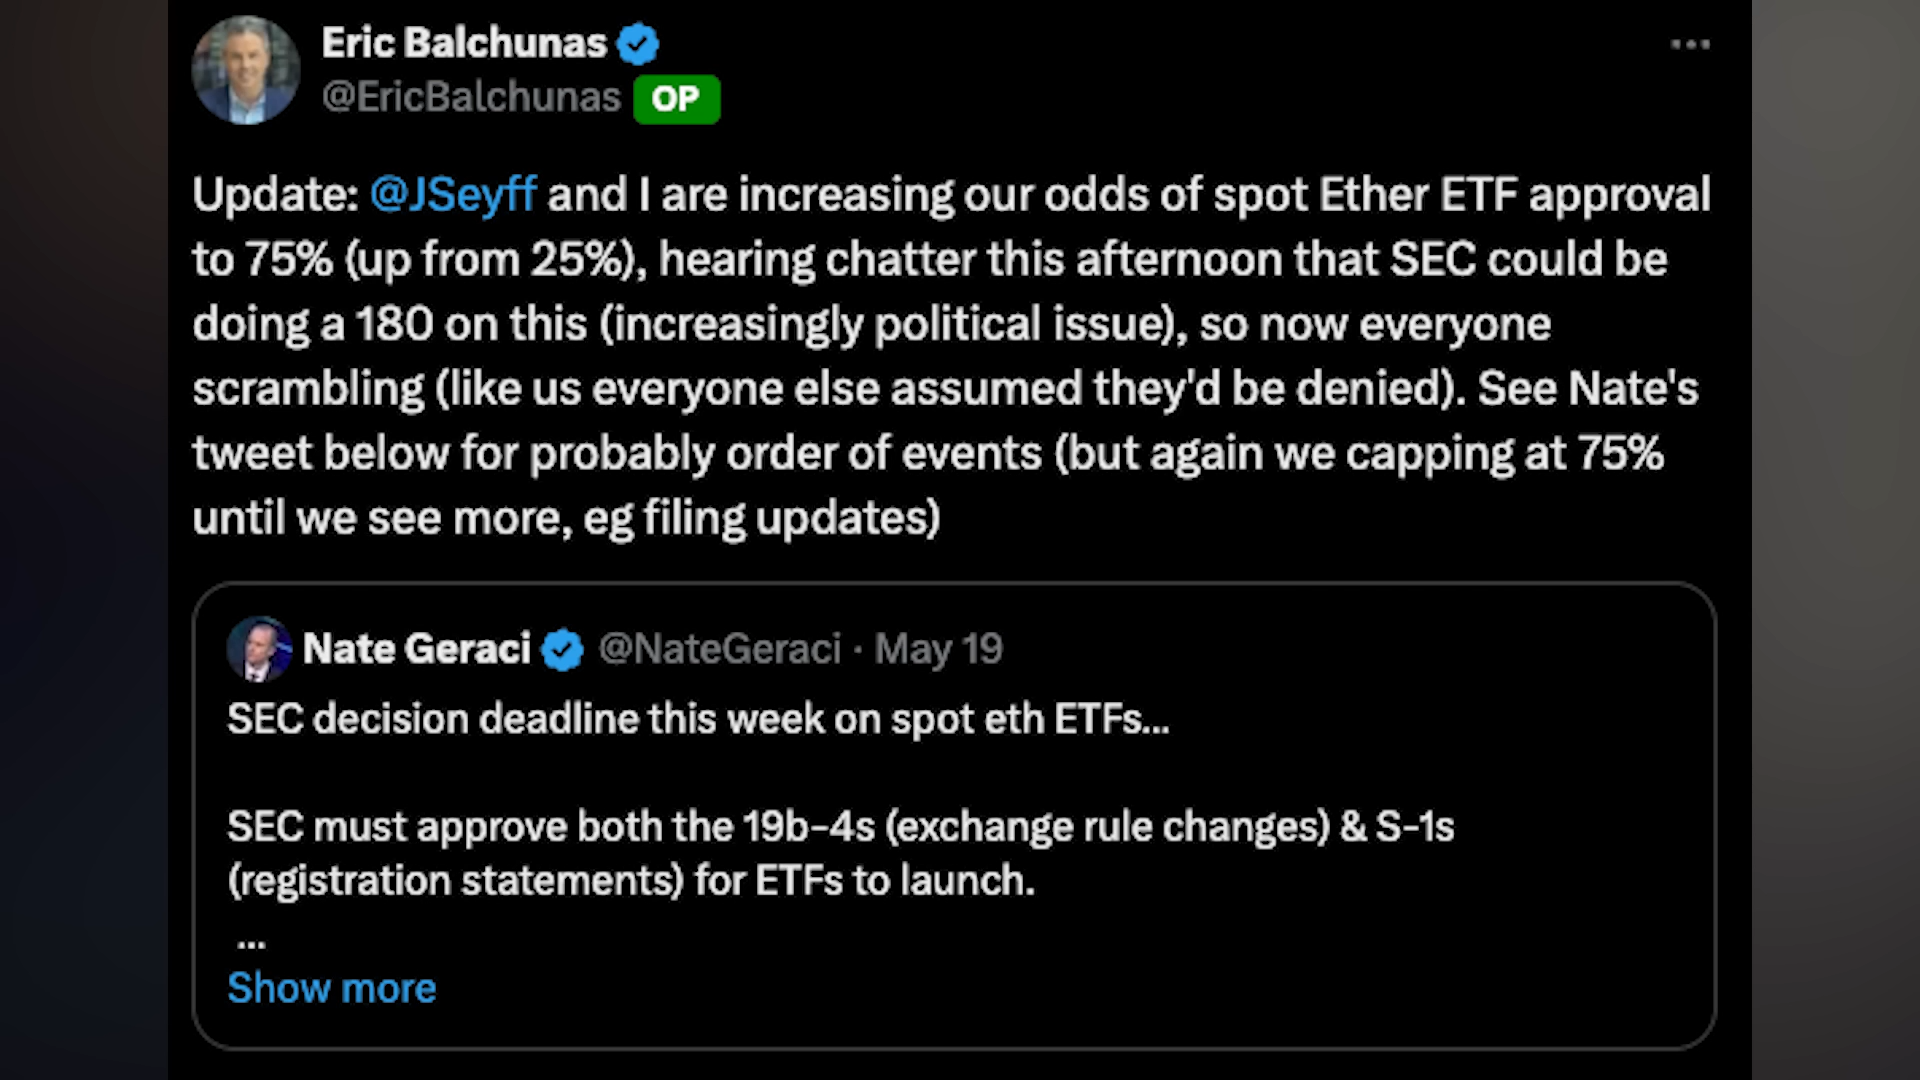 Eric Balchunas
@EricBalchunas OP
Update: @JSeyff and I are increasing our odds of spot Ether ETF approval
to 75% (up from 25%), hearing chatter this afternoon that SEC could be
doing a 180 on this (increasingly political issue), so now everyone
scrambling (like us everyone else assumed they'd be denied). See Nate's
tweet below for probably order of events (but again we capping at 75%
until we see more, eg filing updates)
Nate Geraci @NateGeraci · May 19
SEC decision deadline this week on spot eth ETFs...
SEC must approve both the 19b-4s (exchange rule changes) & S-1s
(registration statements) for ETFs to launch.
...
Show more